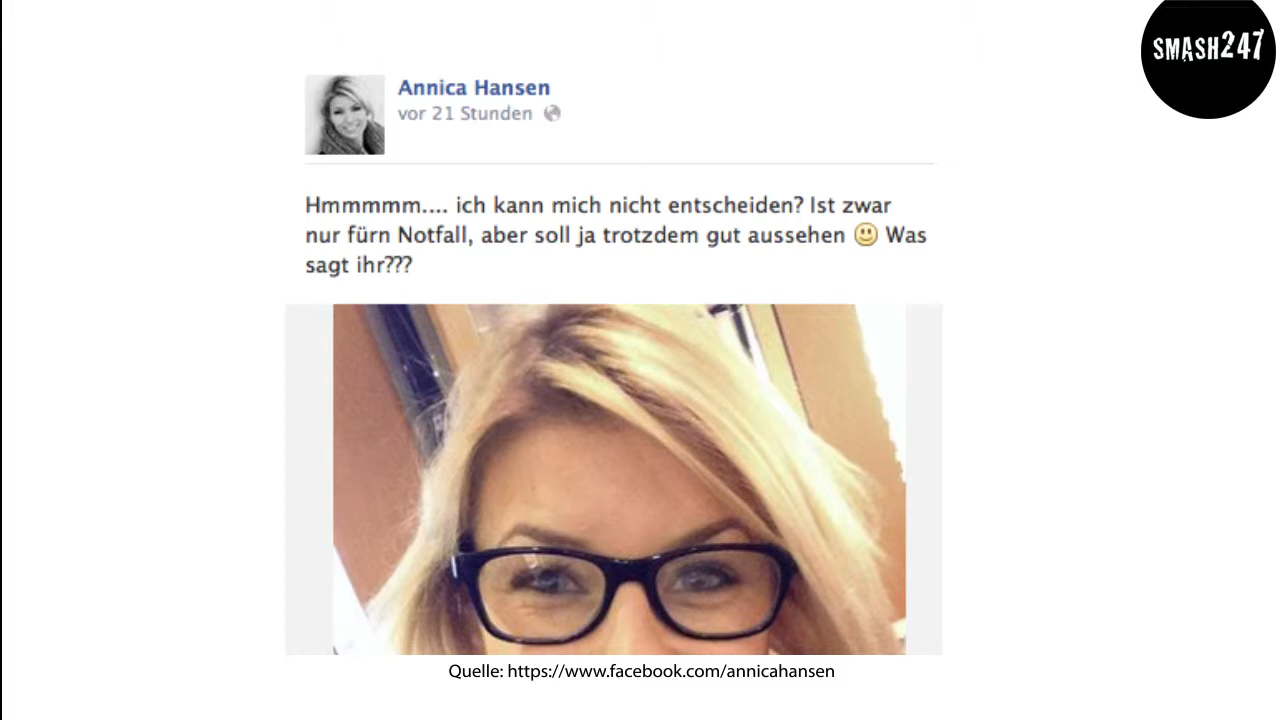 SMASH247
Annica Hansen
vor 21 Stunden
Hmmmmm.... ich kann mich nicht entscheiden? Ist zwar
nur fürn Notfall, aber soll ja trotzdem gut aussehen 🙂 Was
sagt ihr???
Quelle: https://www.facebook.com/annicahansen